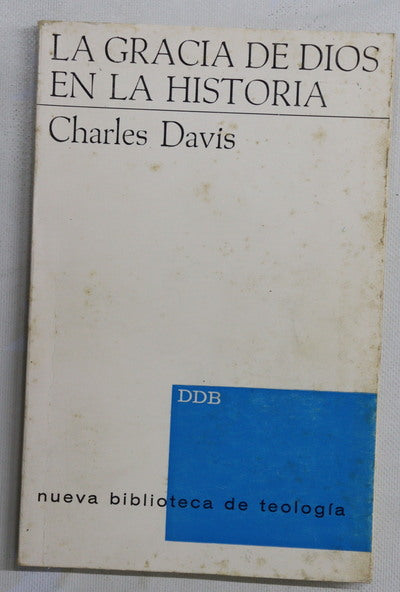 LA GRACIA DE DIOS
EN LA HISTORIA
Charles Davis
DDB
nueva biblioteca de teología